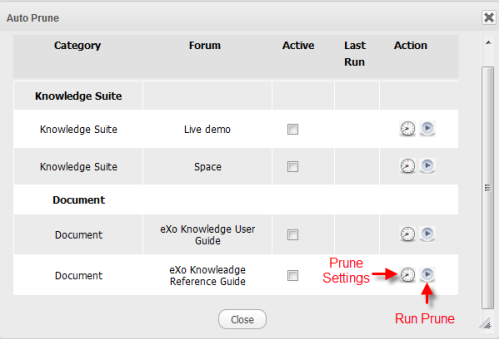 Auto Prune
Category Forum Active Last Run Action
Knowledge Suite
Knowledge Suite Live demo
Knowledge Suite Space
Document
Document eXo Knowledge User Guide
Document eXo Knowleadge Reference Guide
Prune Settings
Run Prune
Close